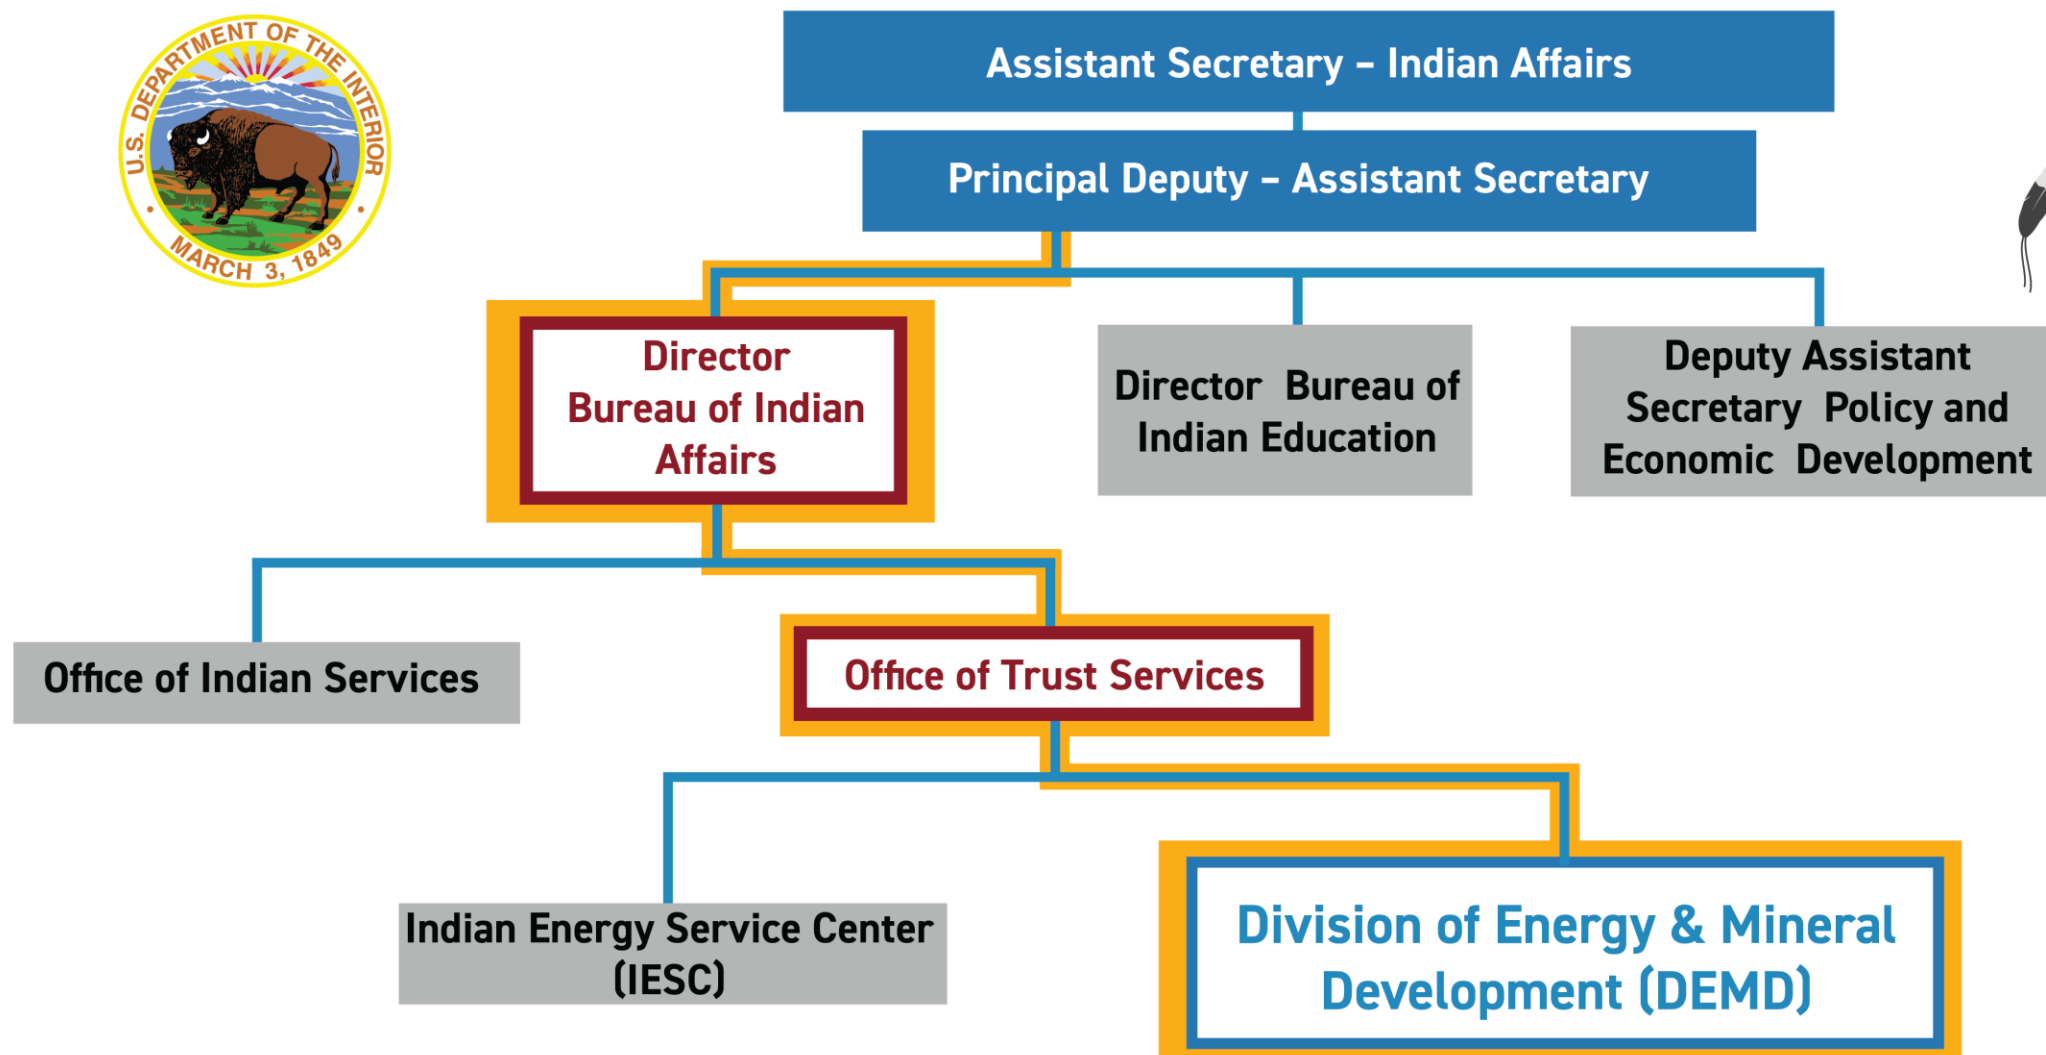 U.S. DEPARTMENT OF THE INTERIOR
MARCH 3, 1849
Assistant Secretary – Indian Affairs
Principal Deputy – Assistant Secretary
Director
Bureau of Indian
Affairs
Director Bureau of
Indian Education
Deputy Assistant
Secretary Policy and
Economic Development
Office of Indian Services
Office of Trust Services
Indian Energy Service Center
(IESC)
Division of Energy & Mineral
Development (DEMD)